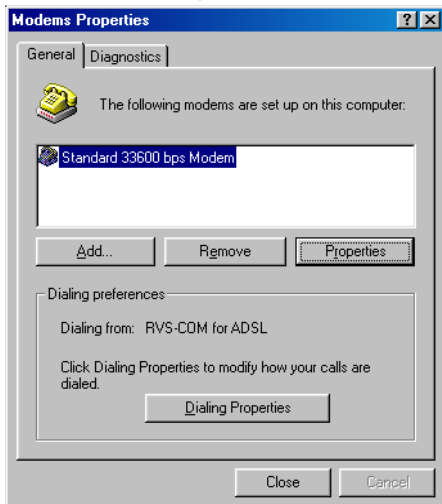 Modems Properties
General Diagnostics
The following modems are set up on this computer:
Standard 33600 bps Modem
Add... Remove Properties
Dialing preferences
Dialing from: RVS-COM for ADSL
Click Dialing Properties to modify how your calls are
dialed.
Dialing Properties
Close Cancel